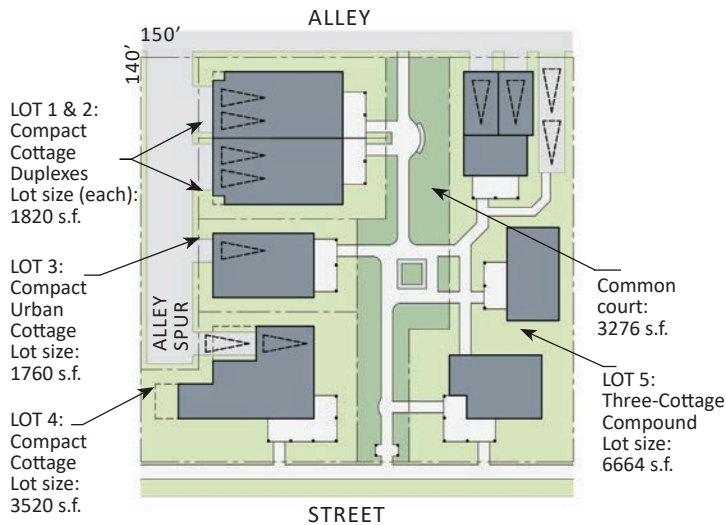 ALLEY
150’
140’
LOT 1 & 2:
Compact
Cottage
Duplexes
Lot size (each):
1820 s.f.
LOT 3:
Compact
Urban
Cottage
Lot size:
1760 s.f.
ALLEY
SPUR
LOT 4:
Compact
Cottage
Lot size:
3520 s.f.
Common
court:
3276 s.f.
LOT 5:
Three-Cottage
Compound
Lot size:
6664 s.f.
STREET